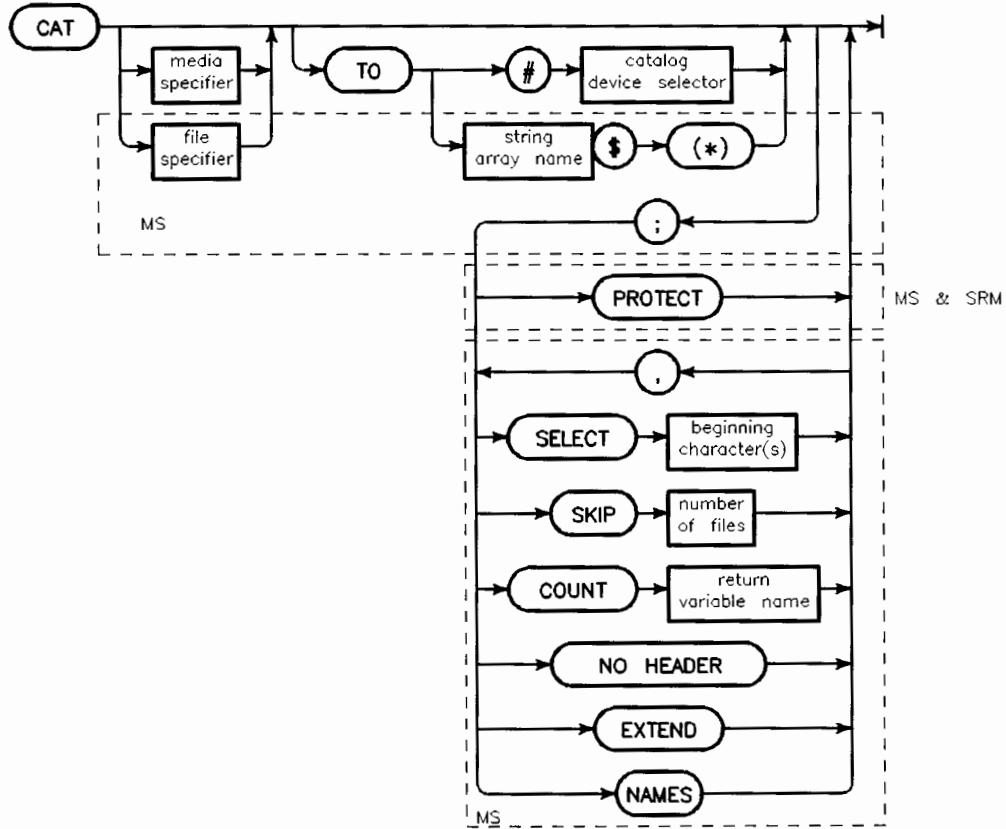 CAT
media
specifier
TO
#
catalog
device selector
file
specifier
string
array name
$
(*)
MS
;
PROTECT
MS & SRM
,
SELECT
beginning
character(s)
SKIP
number
of files
COUNT
return
variable name
NO HEADER
EXTEND
NAMES
MS